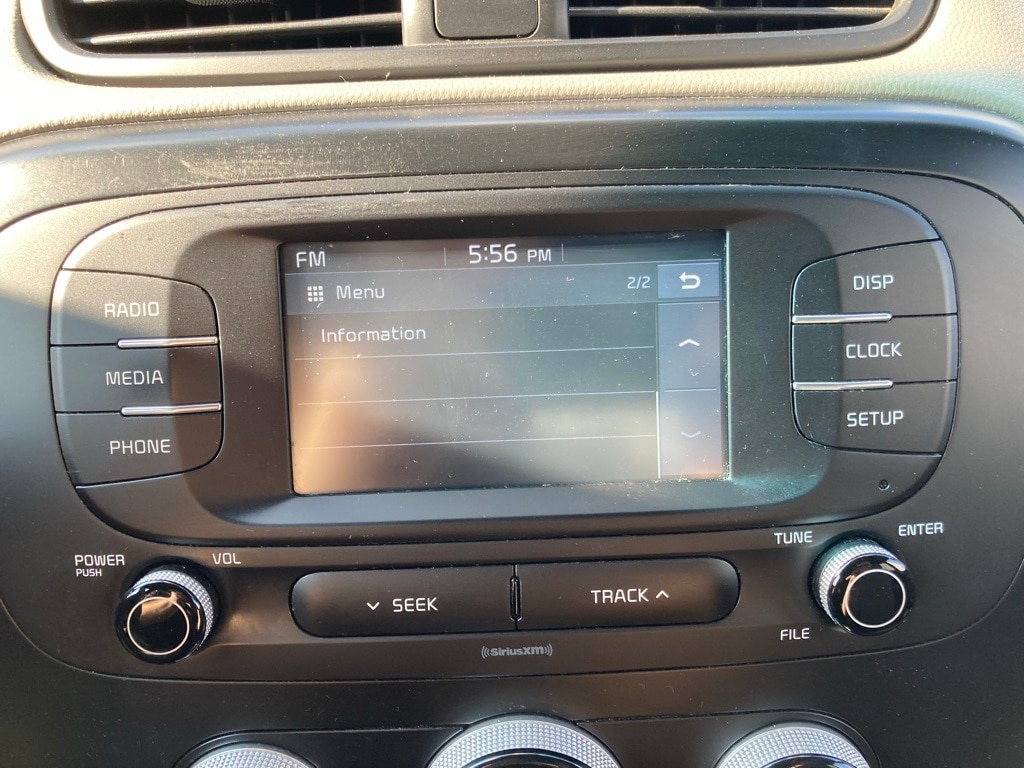 FM 5:56 PM
Menu 2/2
Information
RADIO
MEDIA
PHONE
DISP
CLOCK
SETUP
POWER
PUSH
VOL
SEEK
TRACK
TUNE
ENTER
FILE
SiriusXM